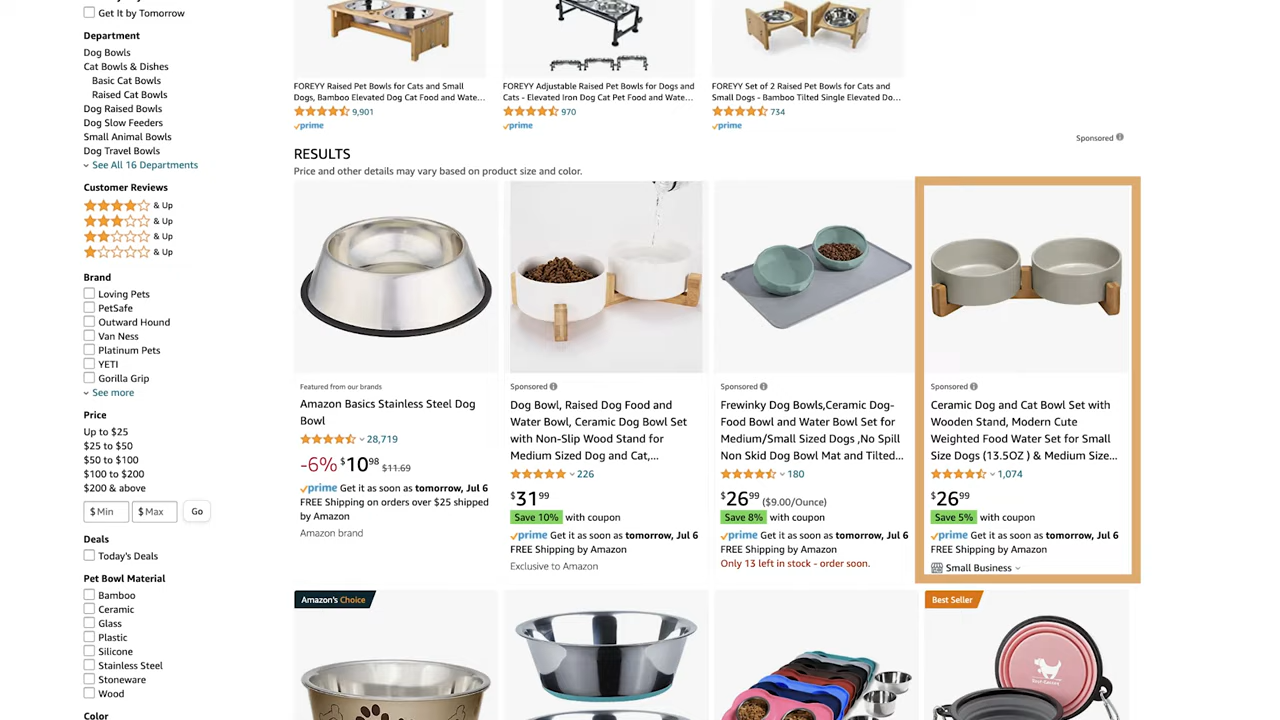 Get it by Tomorrow
Department
Dog Bowls
Cat Bowls & Dishes
Basic Cat Bowls
Raised Cat Bowls
Dog Raised Bowls
Dog Slow Feeders
Small Animal Bowls
Dog Travel Bowls
See All 16 Departments
Customer Reviews
& Up
& Up
& Up
& Up
Brand
Loving Pets
PetSafe
Outward Hound
Van Ness
Platinum Pets
YETI
Gorilla Grip
See more
Price
Up to $25
$25 to $50
$50 to $100
$100 to $200
$200 & above
$ Min $ Max Go
Deals
Today's Deals
Pet Bowl Material
Bamboo
Ceramic
Glass
Plastic
Silicone
Stainless Steel
Stoneware
Wood
Color
FOREYY Raised Pet Bowls for Cats and Small
Dogs, Bamboo Elevated Dog Cat Food and Wate...
9,901
prime
FOREYY Adjustable Raised Pet Bowls for Dogs and
Cats - Elevated Iron Dog Cat Pet Food and Wate...
970
prime
FOREYY Set of 2 Raised Pet Bowls for Cats and
Small Dogs - Bamboo Tilted Single Elevated Do...
734
prime
Sponsored
RESULTS
Price and other details may vary based on product size and color.
Featured from our brands
Amazon Basics Stainless Steel Dog
Bowl
28,719
-6% $10 98 $11.69
prime Get it as soon as tomorrow, Jul 6
FREE Shipping on orders over $25 shipped
by Amazon
Amazon brand
Sponsored
Dog Bowl, Raised Dog Food and
Water Bowl, Ceramic Dog Bowl Set
with Non-Slip Wood Stand for
Medium Sized Dog and Cat,...
226
$31 99
Save 10% with coupon
prime Get it as soon as tomorrow, Jul 6
FREE Shipping by Amazon
Exclusive to Amazon
Sponsored
Frewinky Dog Bowls,Ceramic Dog-
Food Bowl and Water Bowl Set for
Medium/Small Sized Dogs ,No Spill
Non Skid Dog Bowl Mat and Tilted...
180
$26 99 ($9.00/Ounce)
Save 8% with coupon
prime Get it as soon as tomorrow, Jul 6
FREE Shipping by Amazon
Only 13 left in stock - order soon.
Sponsored
Ceramic Dog and Cat Bowl Set with
Wooden Stand, Modern Cute
Weighted Food Water Set for Small
Size Dogs (13.5OZ ) & Medium Size...
1,074
$26 99
Save 5% with coupon
prime Get it as soon as tomorrow, Jul 6
FREE Shipping by Amazon
Small Business
Amazon's Choice
Best Seller